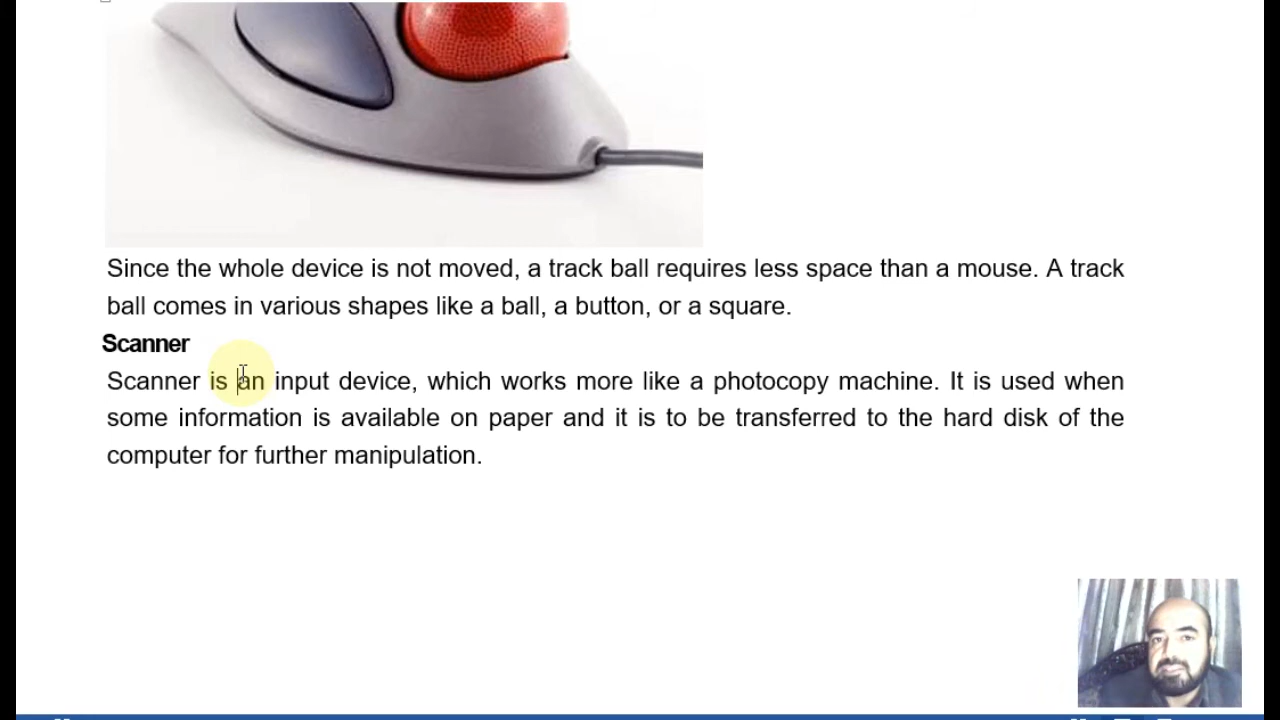 Since the whole device is not moved, a track ball requires less space than a mouse. A track
ball comes in various shapes like a ball, a button, or a square.
Scanner
Scanner is an input device, which works more like a photocopy machine. It is used when
some information is available on paper and it is to be transferred to the hard disk of the
computer for further manipulation.